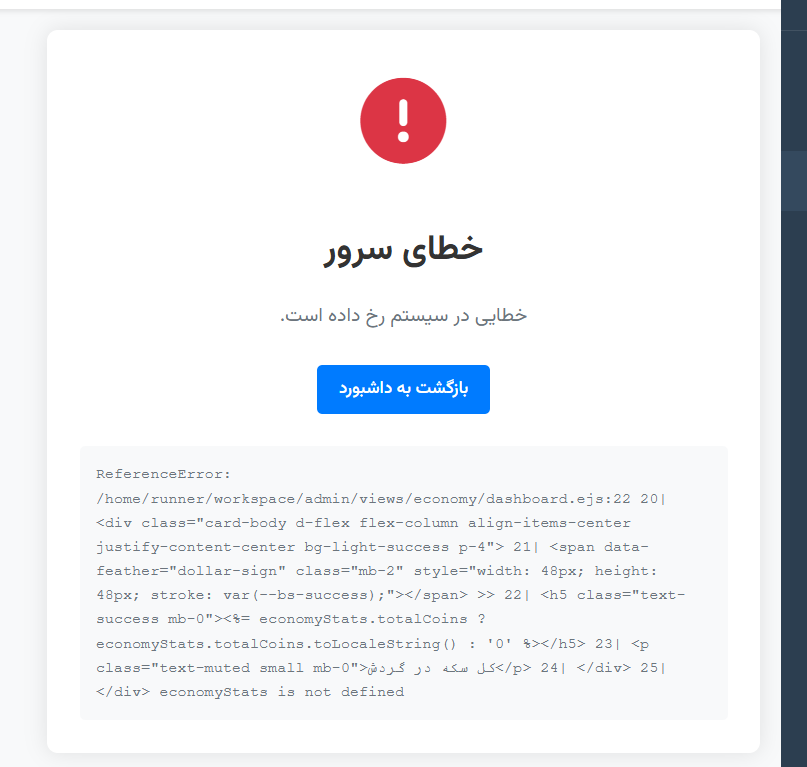 خطای سرور
خطایی در سیستم رخ داده است.
بازگشت به داشبورد
ReferenceError:
/home/runner/workspace/admin/views/economy/dashboard.ejs:22 20|
<div class="card-body d-flex flex-column align-items-center
justify-content-center bg-light-success p-4"> 21| <span data-
feather="dollar-sign" class="mb-2" style="width: 48px; height:
48px; stroke: var(--bs-success);"></span> >> 22| <h5 class="text-
success mb-0"><%= economyStats.totalCoins ?
economyStats.totalCoins.toLocaleString() : '0' %></h5> 23| <p
class="text-muted small mb-0">کل سکه در گردش</p> 24| </div> 25|
</div> economyStats is not defined